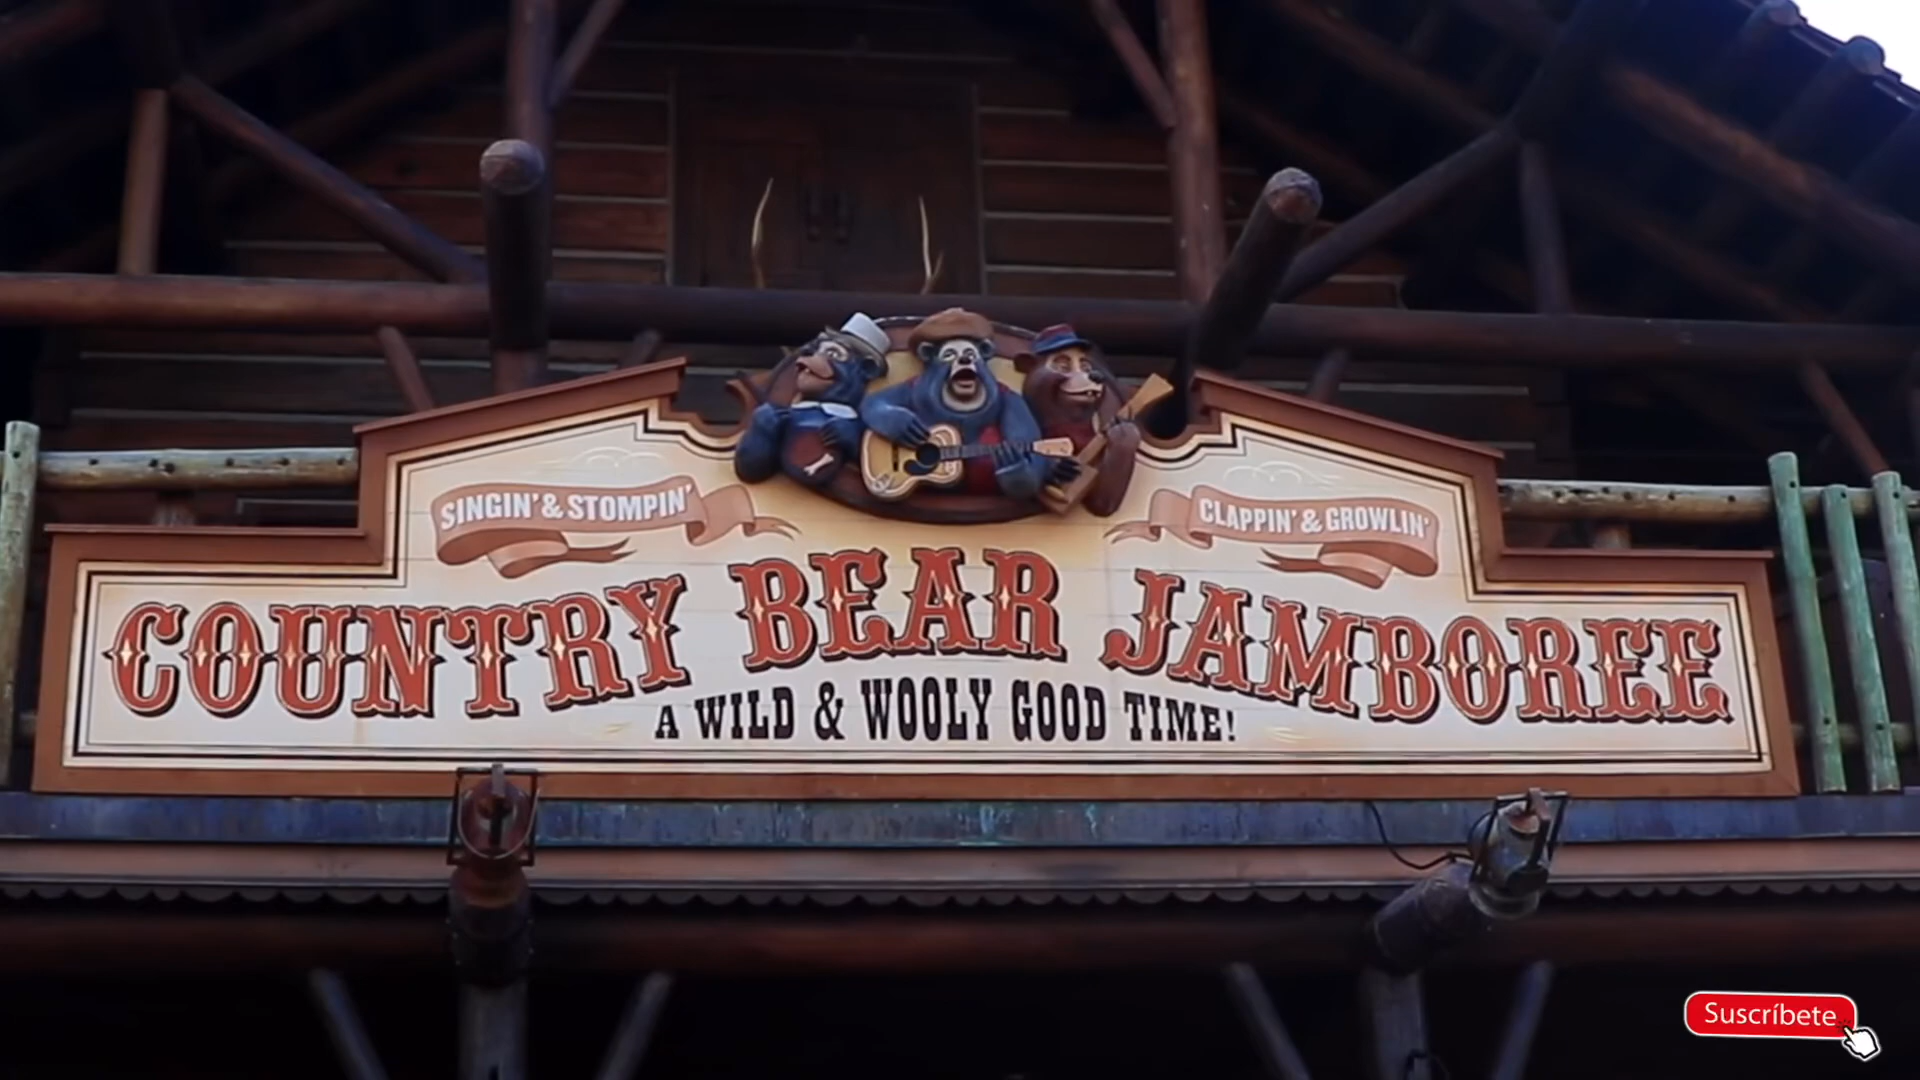 SINGIN' & STOMPIN'
CLAPPIN' & GROWLIN'
COUNTRY BEAR JAMBOREE
A WILD & WOOLY GOOD TIME!
Suscríbete